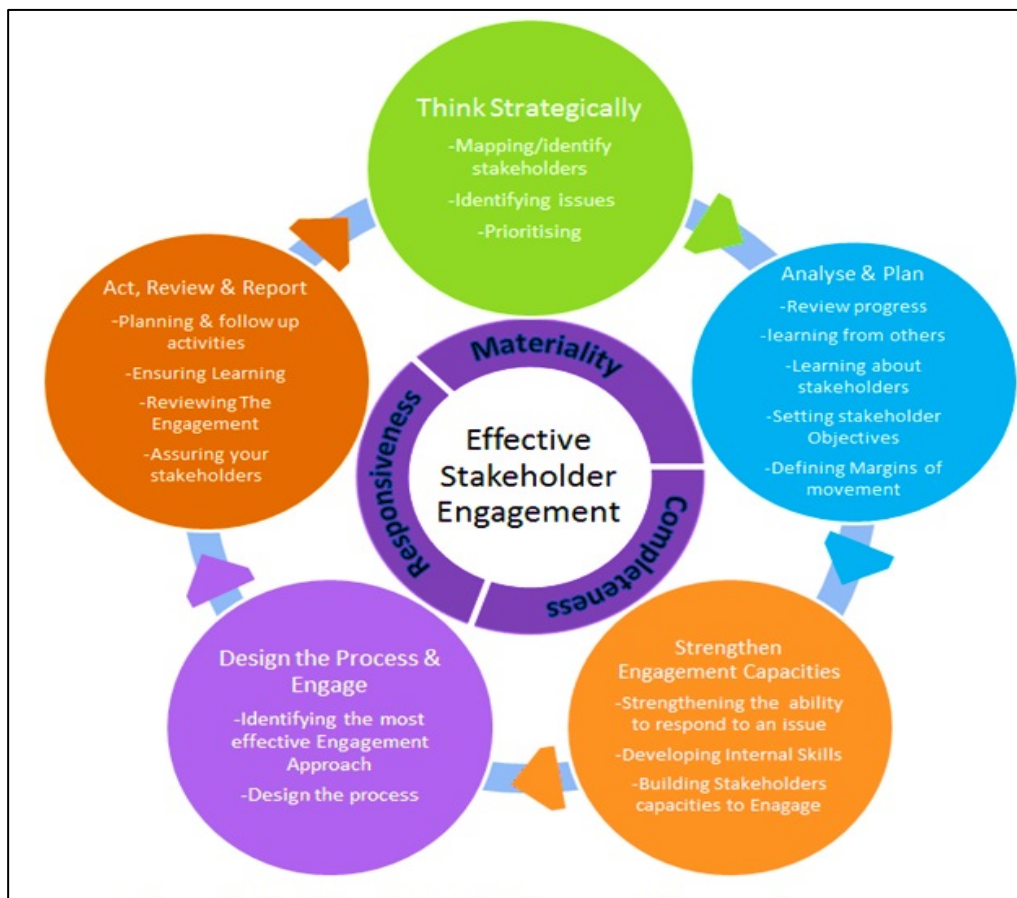 Think Strategically
-Mapping/identify
stakeholders
-Identifying issues
-Prioritising
Analyse & Plan
-Review progress
-learning from others
-Learning about
stakeholders
-Setting stakeholder
Objectives
-Defining Margins of
movement
Strengthen
Engagement Capacities
-Strengthening the ability
to respond to an issue
-Developing Internal Skills
-Building Stakeholders
capacities to Enagage
Design the Process &
Engage
-Identifying the most
effective Engagement
Approach
-Design the process
Act, Review & Report
-Planning & follow up
activities
-Ensuring Learning
-Reviewing The
Engagement
-Assuring your
stakeholders
Materiality
Completeness
Responsiveness
Effective
Stakeholder
Engagement